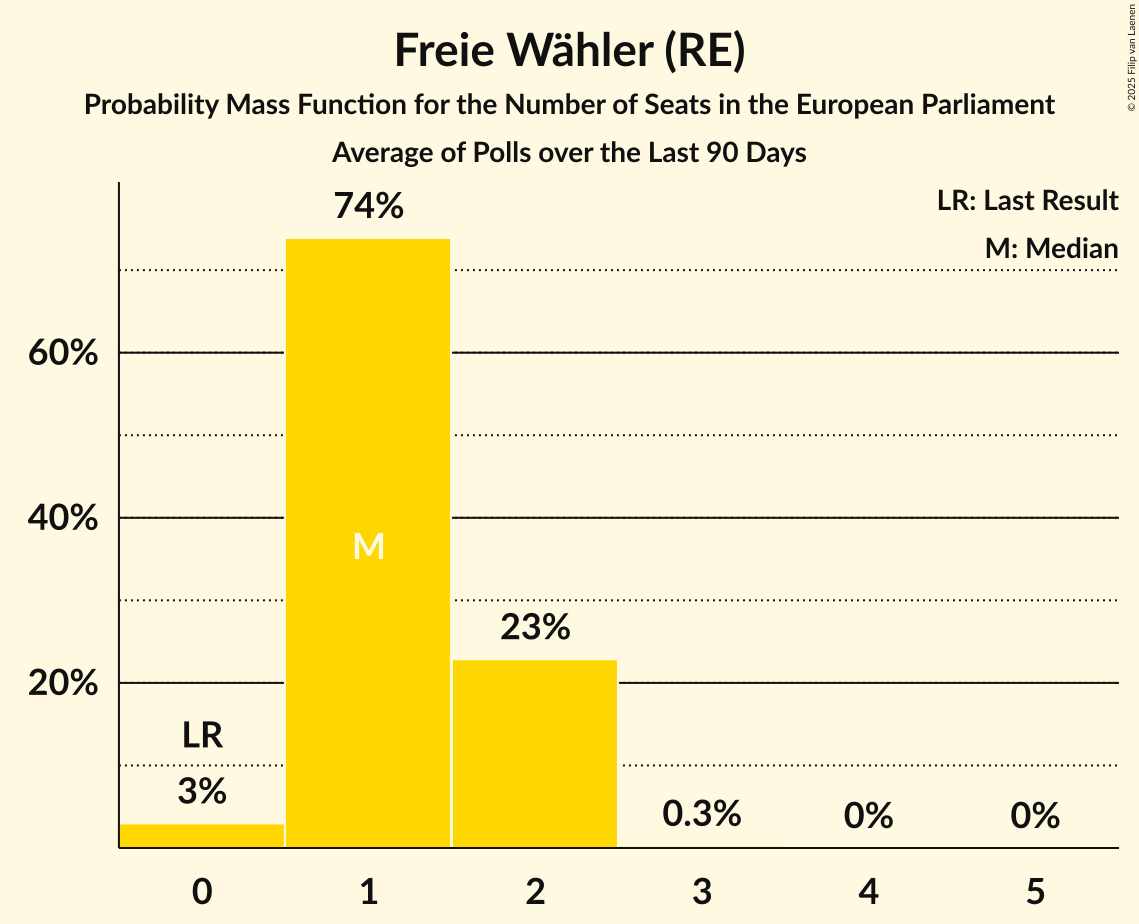 Freie Wähler (RE)
Probability Mass Function for the Number of Seats in the European Parliament
Average of Polls over the Last 90 Days
© 2025 Filip van Laenen
LR: Last Result
M: Median
74%
60%
M
40%
23%
20%
LR
3%
0.3%
0%
0%
0 1 2 3 4 5